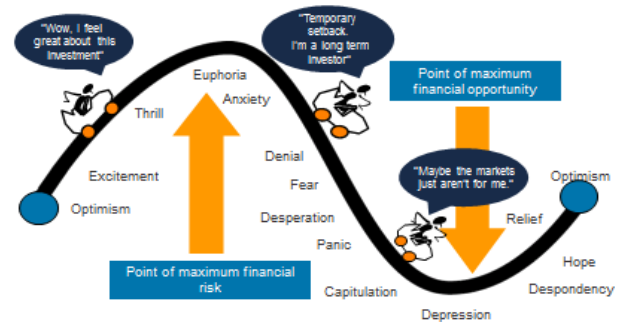 "Wow, I feel
great about this
Investment"
"Temporary
setback.
I'm a long term
investor"
Point of maximum
financial opportunity
Euphoria
Anxiety
Thrill
Denial
"Maybe the markets
just aren't for me."
Excitement
Fear
Optimism
Optimism
Desperation
Relief
Panic
Point of maximum financial
risk
Hope
Capitulation
Despondency
Depression